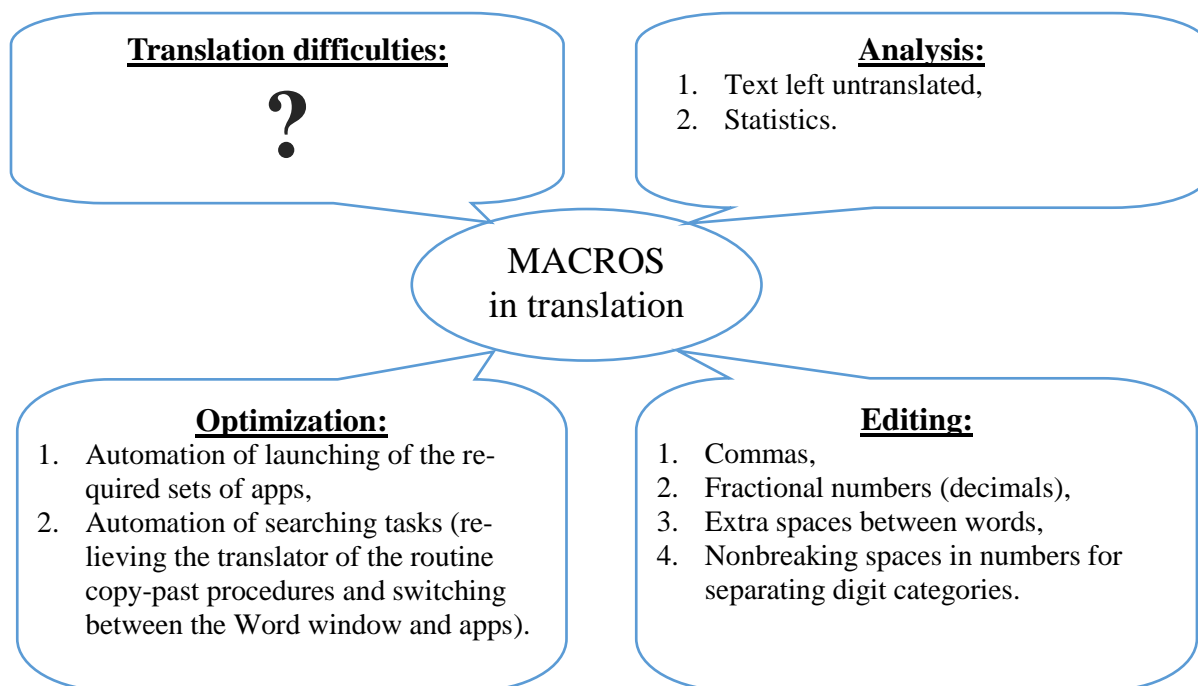 Translation difficulties:
?
Analysis:
1. Text left untranslated,
2. Statistics.
MACROS
in translation
Optimization:
1. Automation of launching of the re-
quired sets of apps,
2. Automation of searching tasks (re-
lieving the translator of the routine
copy-past procedures and switching
between the Word window and apps).
Editing:
1. Commas,
2. Fractional numbers (decimals),
3. Extra spaces between words,
4. Nonbreaking spaces in numbers for
separating digit categories.